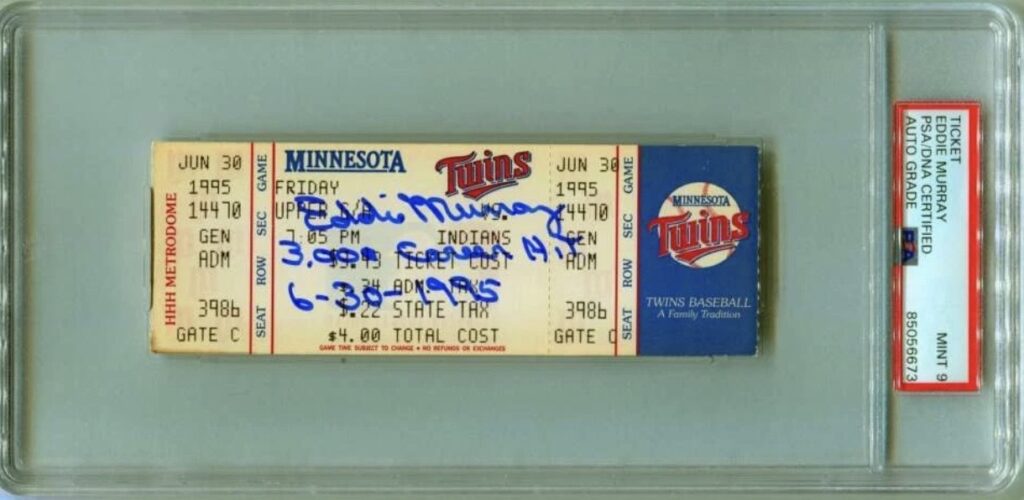 HHH METRODOME
JUN 30
1995
14470
GEN
ADM
3986
GATE C
GAME
SEC
ROW
SEAT
MINNESOTA
Twins
FRIDAY
UPPER
VS.
7:05 PM INDIANS
TICKET COST
.34 ADM. TAX
$.22 STATE TAX
$4.00 TOTAL COST
GAME TIME SUBJECT TO CHANGE • NO REFUNDS OR EXCHANGES
Eddie Murray
3,000 Career Hit
6-30-1995
JUN 30
1995
14470
GEN
ADM
3986
GATE C
GAME
SEC
ROW
SEAT
MINNESOTA
Twins
TWINS BASEBALL
A Family Tradition
TICKET
EDDIE MURRAY
PSA/DNA CERTIFIED
AUTO GRADE MINT 9
85056673